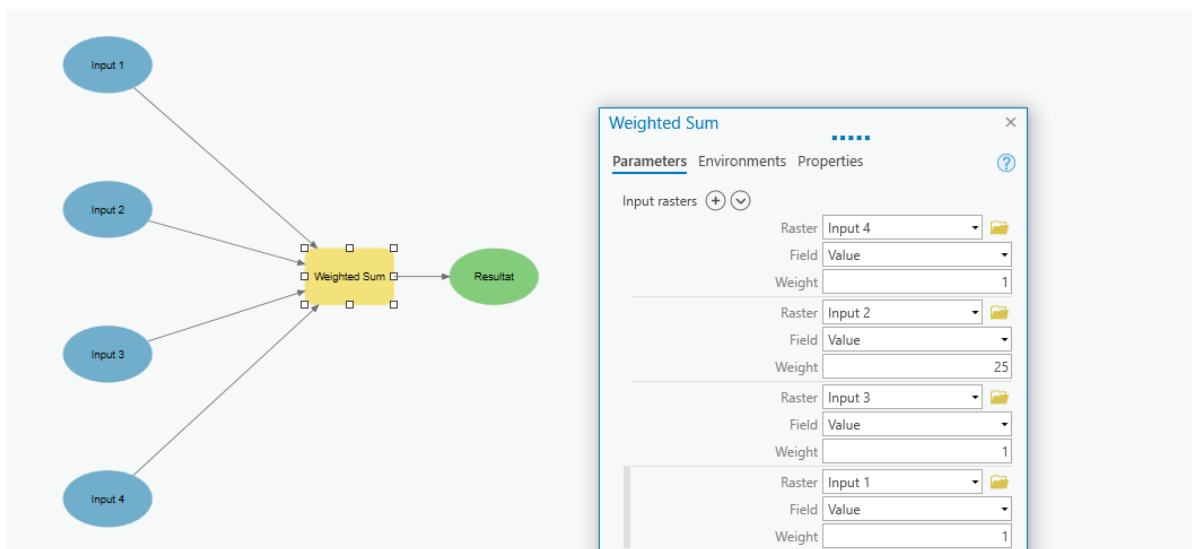 Input 1
Input 2
Weighted Sum
Resultat
Input 3
Input 4
Weighted Sum
Parameters Environments Properties
Input rasters
Raster Input 4
Field Value
Weight 1
Raster Input 2
Field Value
Weight 25
Raster Input 3
Field Value
Weight 1
Raster Input 1
Field Value
Weight 1